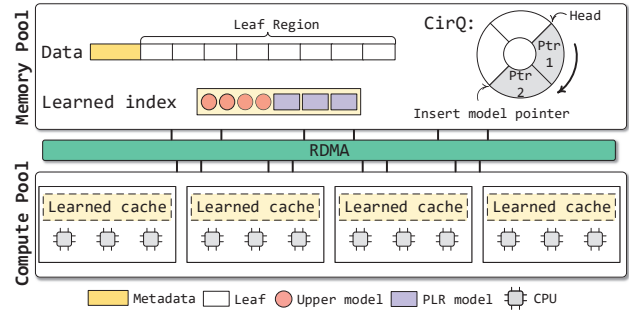 Memory Pool
Leaf Region
Data
Learned index
CirQ:
Head
Ptr
1
Ptr
2
Insert model pointer
RDMA
Compute Pool
Learned cache
Learned cache
Learned cache
Learned cache
Metadata
Leaf
Upper model
PLR model
CPU